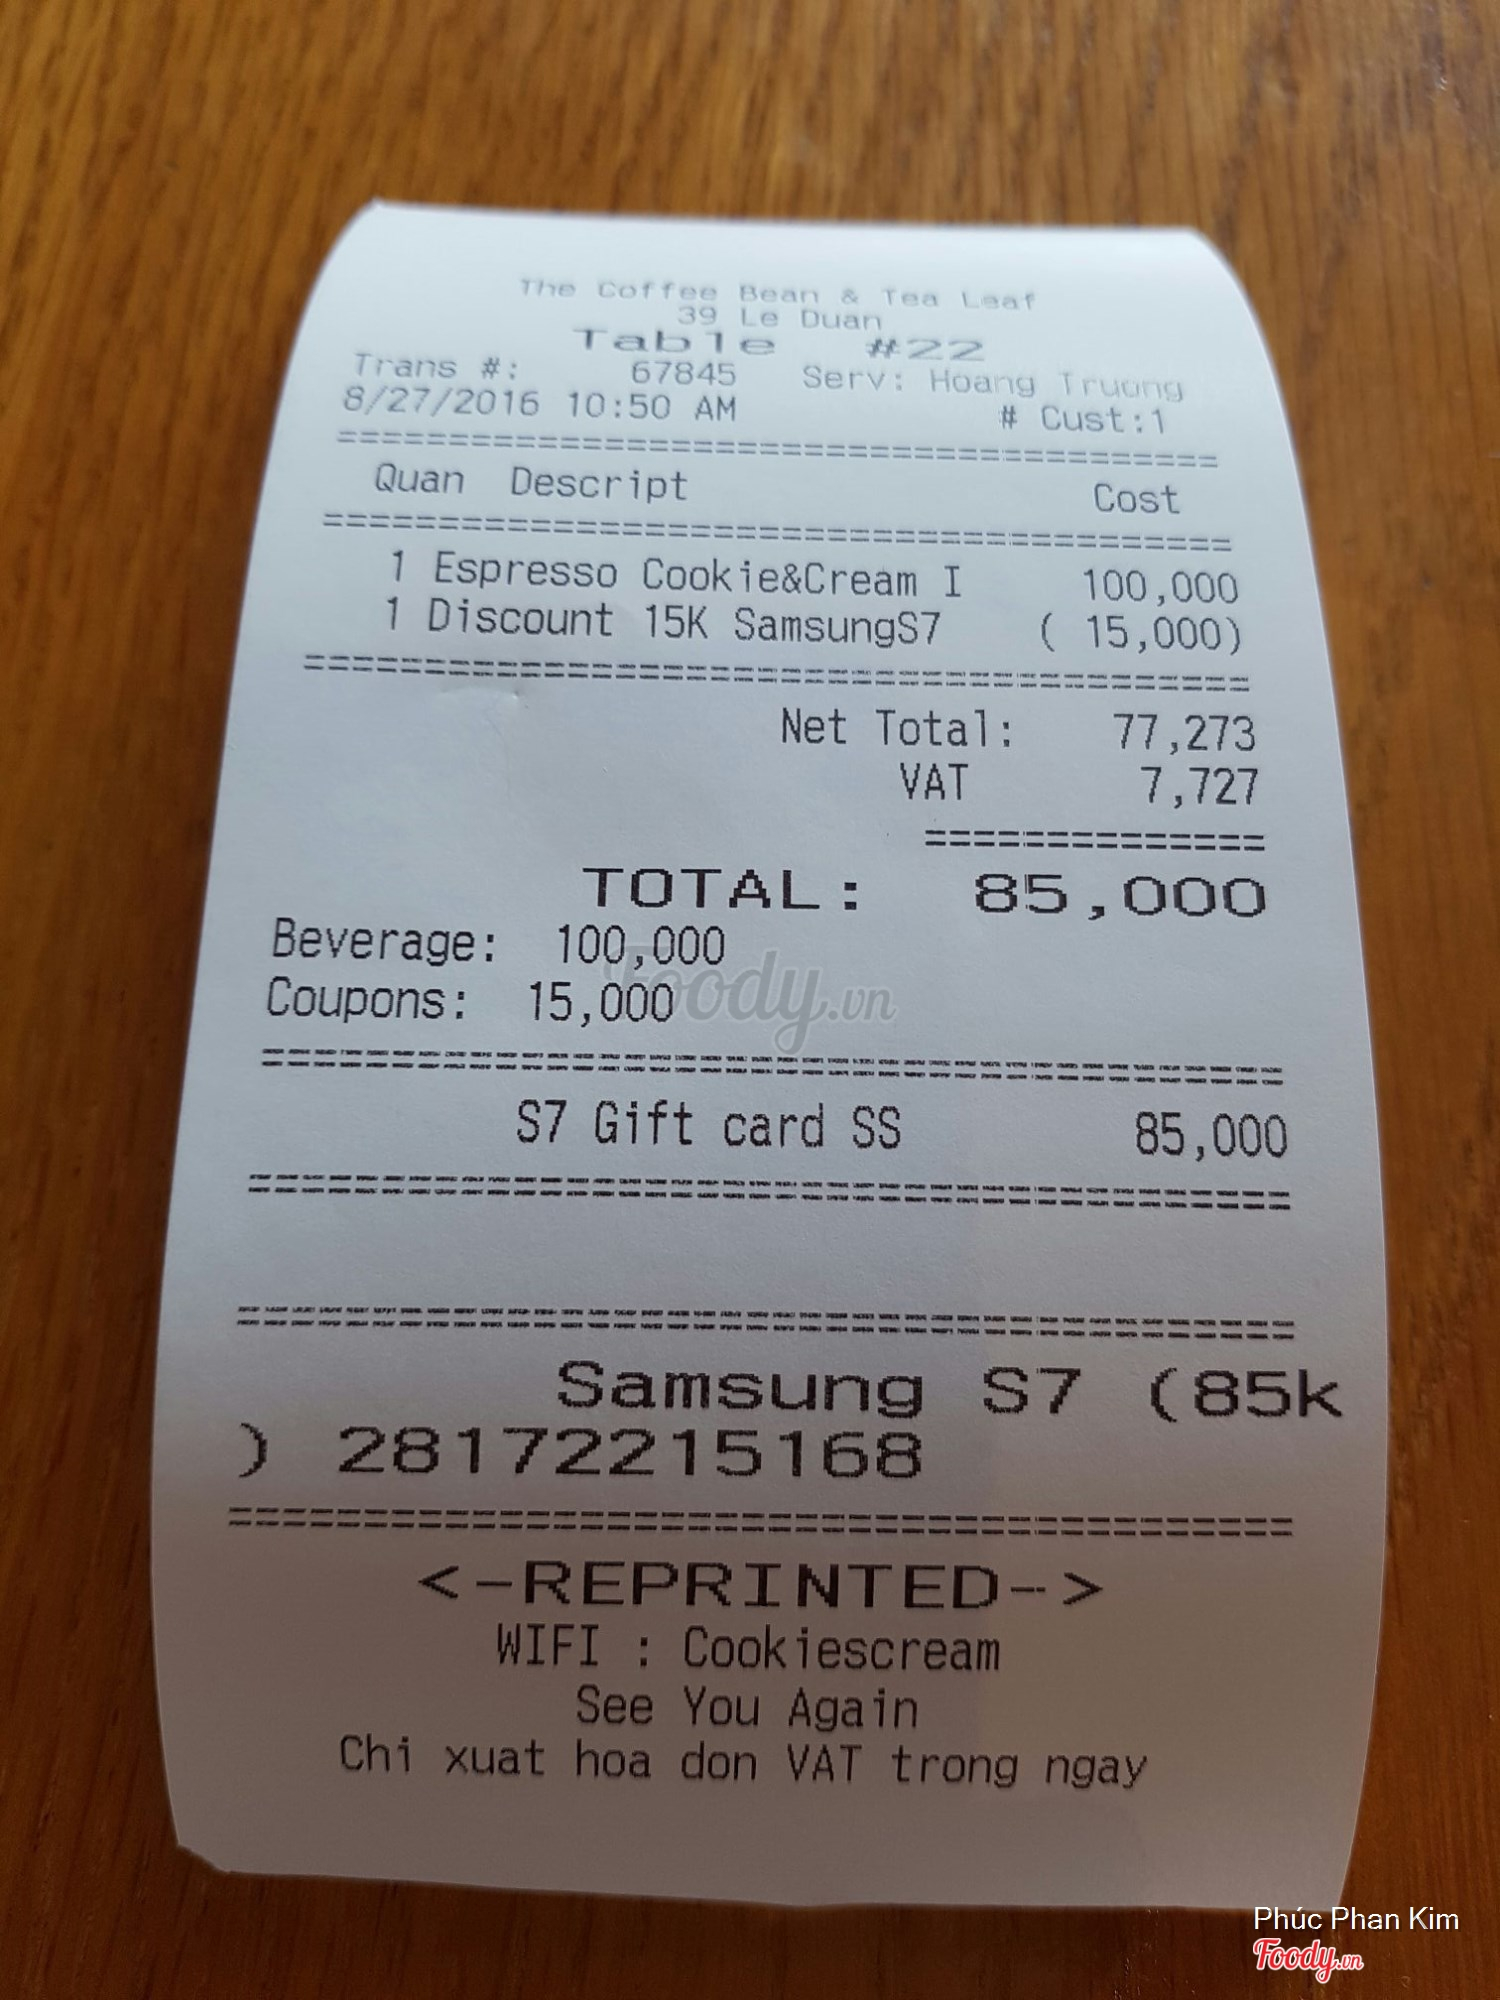 The Coffee Bean & Tea Leaf
39 Le Duan
Table #22
Trans #: 67845 Serv: Hoang Truong
8/27/2016 10:50 AM # Cust:1
Quan Descript Cost
1 Espresso Cookie&Cream I 100,000
1 Discount 15K SamsungS7 ( 15,000)
Net Total: 77,273
VAT 7,727
TOTAL: 85,000
Beverage: 100,000
Coupons: 15,000
Foody.vn
S7 Gift card SS 85,000
Samsung S7 (85k
) 28172215168
<-REPRINTED-->
WIFI : Cookiescream
See You Again
Chi xuat hoa don VAT trong ngay
Phúc Phan Kim
Foody.vn